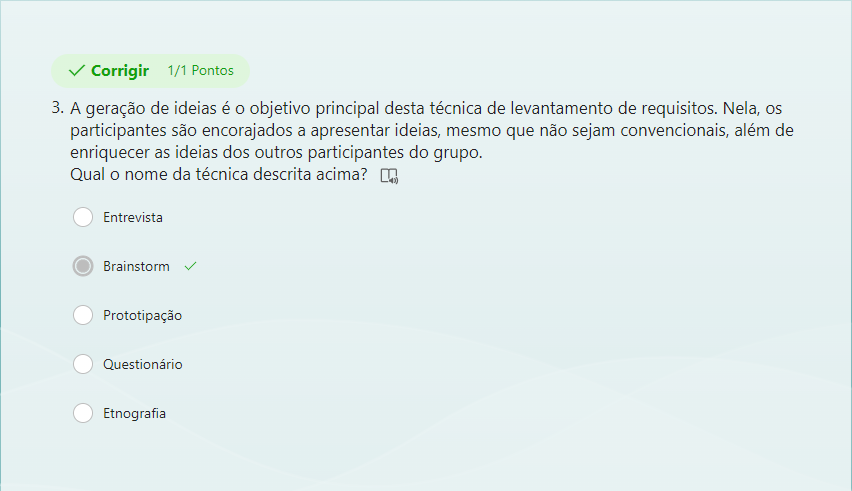 Corrigir 1/1 Pontos
3. A geração de ideias é o objetivo principal desta técnica de levantamento de requisitos. Nela, os
participantes são encorajados a apresentar ideias, mesmo que não sejam convencionais, além de
enriquecer as ideias dos outros participantes do grupo.
Qual o nome da técnica descrita acima?
Entrevista
Brainstorm
Prototipação
Questionário
Etnografia